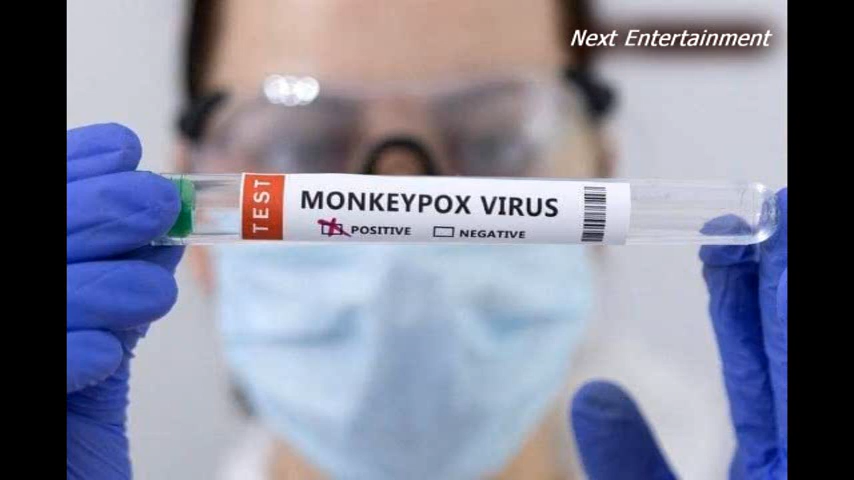 Next Entertainment
TEST
MONKEYPOX VIRUS
POSITIVE NEGATIVE